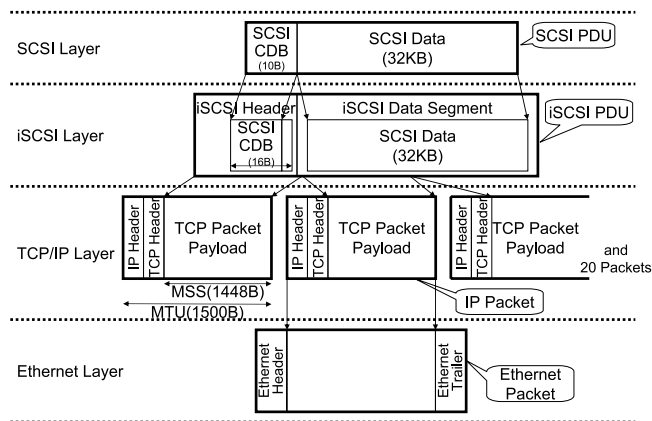 SCSI Layer
SCSI
CDB
(10B)
SCSI Data
(32KB)
SCSI PDU
iSCSI Layer
iSCSI Header
SCSI
CDB
(16B)
iSCSI Data Segment
SCSI Data
(32KB)
iSCSI PDU
TCP/IP Layer
IP Header
TCP Header
TCP Packet
Payload
MSS(1448B)
MTU(1500B)
IP Header
TCP Header
TCP Packet
Payload
IP Header
TCP Header
TCP Packet
Payload
and
20 Packets
IP Packet
Ethernet Layer
Ethernet
Header
Ethernet
Trailer
Ethernet
Packet